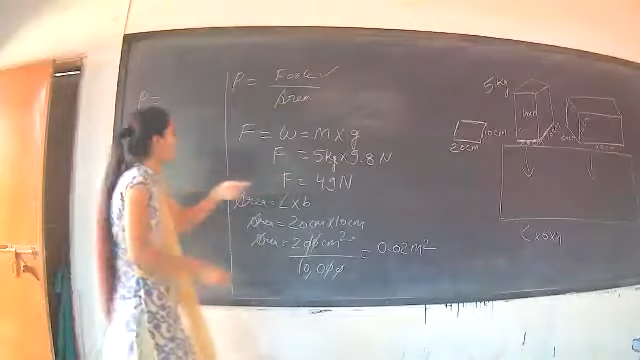 P =
P = Force ✓
Area
F = W = m x g
F = 5kg x 9.8 N
F = 49N
Area = L x b
Area = 20cm x 10cm
Area = 200cm² = 0.02m²
10,000
5kg
10cm
20cm
L x b x h